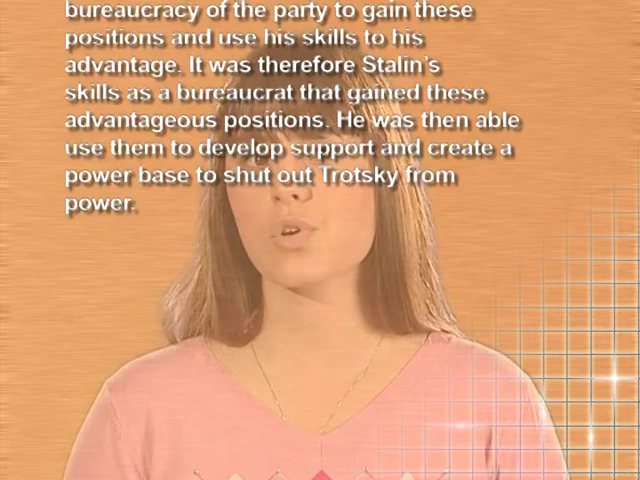 bureaucracy of the party to gain these
positions and use his skills to his
advantage. It was therefore Stalin's
skills as a bureaucrat that gained these
advantageous positions. He was then able
use them to develop support and create a
power base to shut out Trotsky from
power.